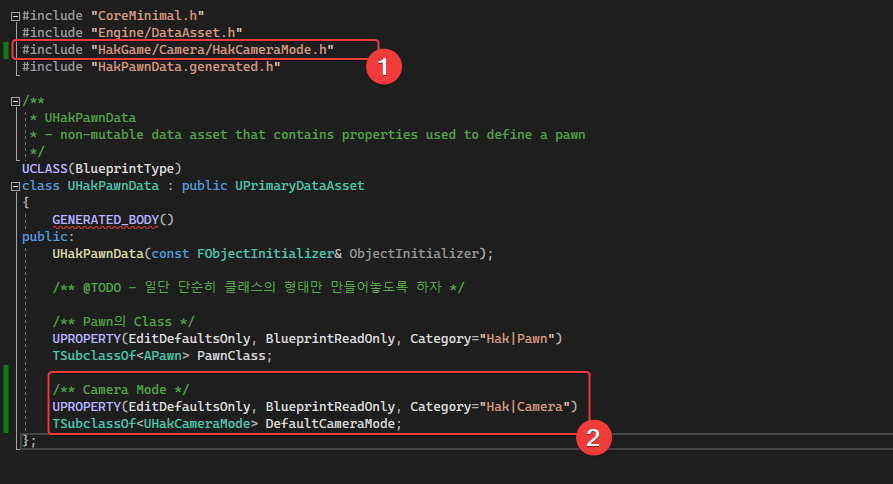 #include "CoreMinimal.h"
#include "Engine/DataAsset.h"
#include "HakGame/Camera/HakCameraMode.h"
1
#include "HakPawnData.generated.h"
/**
* UHakPawnData
* - non-mutable data asset that contains properties used to define a pawn
*/
UCLASS(BlueprintType)
class UHakPawnData : public UPrimaryDataAsset
{
GENERATED_BODY()
public:
UHakPawnData(const FObjectInitializer& ObjectInitializer);
/** @TODO - 일단 단순히 클래스의 형태만 만들어놓도록 하자 */
/** Pawn의 Class */
UPROPERTY(EditDefaultsOnly, BlueprintReadOnly, Category="Hak|Pawn")
TSubclassOf<APawn> PawnClass;
/** Camera Mode */
UPROPERTY(EditDefaultsOnly, BlueprintReadOnly, Category="Hak|Camera")
TSubclassOf<UHakCameraMode> DefaultCameraMode;
2
};